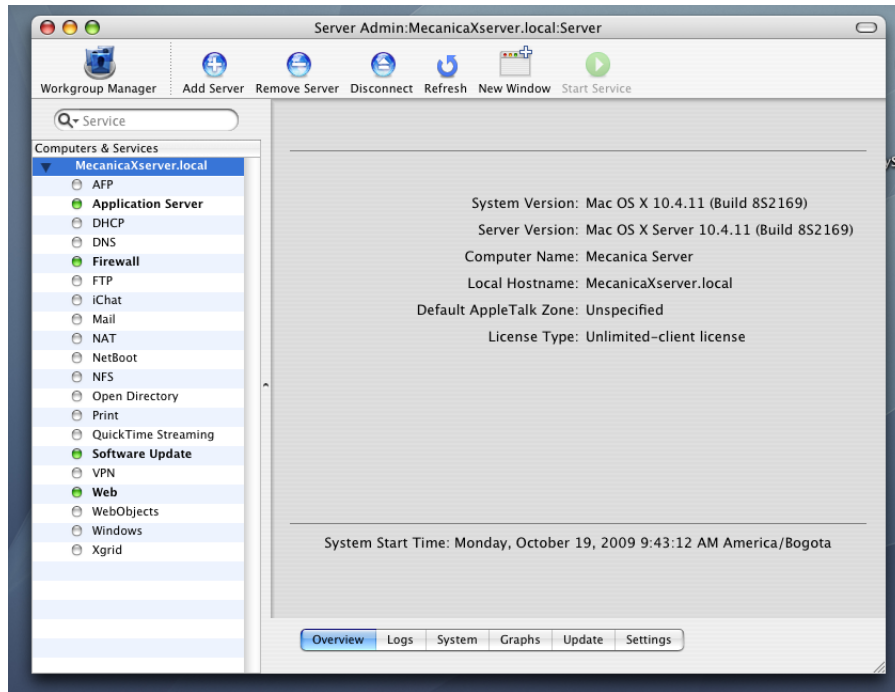 Server Admin:MecanicaXserver.local:Server
Workgroup Manager Add Server Remove Server Disconnect Refresh New Window Start Service
Service
Computers & Services
MecanicaXserver.local
AFP
Application Server
DHCP
DNS
Firewall
FTP
iChat
Mail
NAT
NetBoot
NFS
Open Directory
Print
QuickTime Streaming
Software Update
VPN
Web
WebObjects
Windows
Xgrid
System Version: Mac OS X 10.4.11 (Build 8S2169)
Server Version: Mac OS X Server 10.4.11 (Build 8S2169)
Computer Name: Mecanica Server
Local Hostname: MecanicaXserver.local
Default AppleTalk Zone: Unspecified
License Type: Unlimited-client license
System Start Time: Monday, October 19, 2009 9:43:12 AM America/Bogota
Overview Logs System Graphs Update Settings